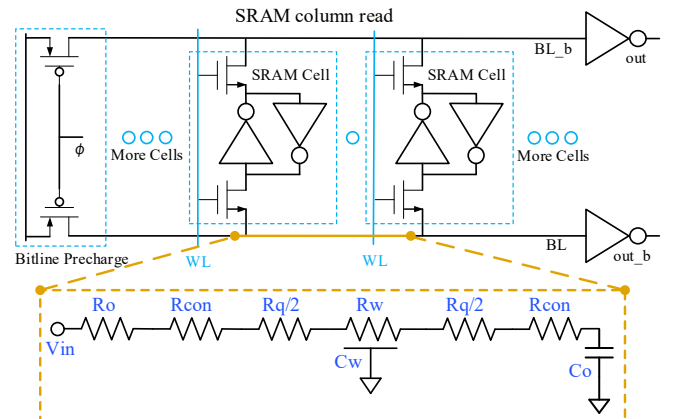 SRAM column read
BL_b
out
SRAM Cell
SRAM Cell
ϕ
More Cells
More Cells
Bitline Precharge
WL
WL
BL
out_b
Ro
Rcon
Rq/2
Rw
Rq/2
Rcon
Vin
Cw
Co